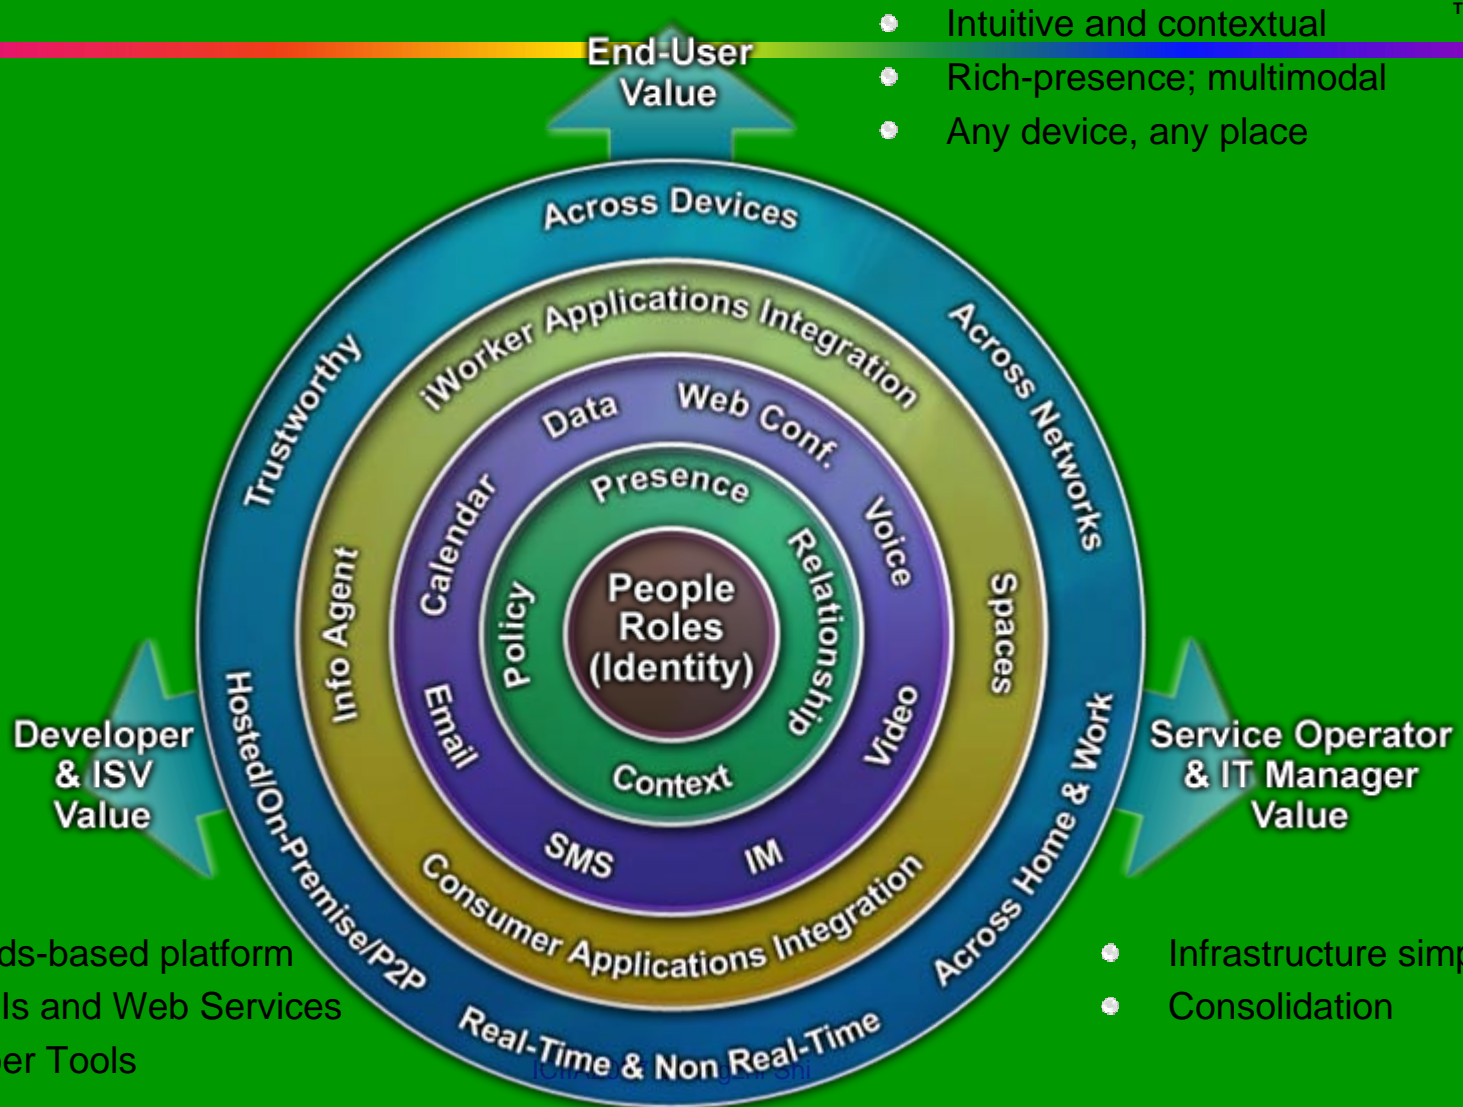 Intuitive and contextual
Rich-presence; multimodal
Any device, any place
End-User
Value
Across Devices
Across Networks
Across Home & Work
Real-Time & Non Real-Time
Hosted/On-Premise/P2P
Trustworthy
iWorker Applications Integration
Spaces
Consumer Applications Integration
Info Agent
Data
Web Conf.
Voice
Video
IM
SMS
Email
Calendar
Presence
Relationship
Context
Policy
People
Roles
(Identity)
Developer
& ISV
Value
Service Operator
& IT Manager
Value
ds-based platform
Is and Web Services
er Tools
Infrastructure simp
Consolidation